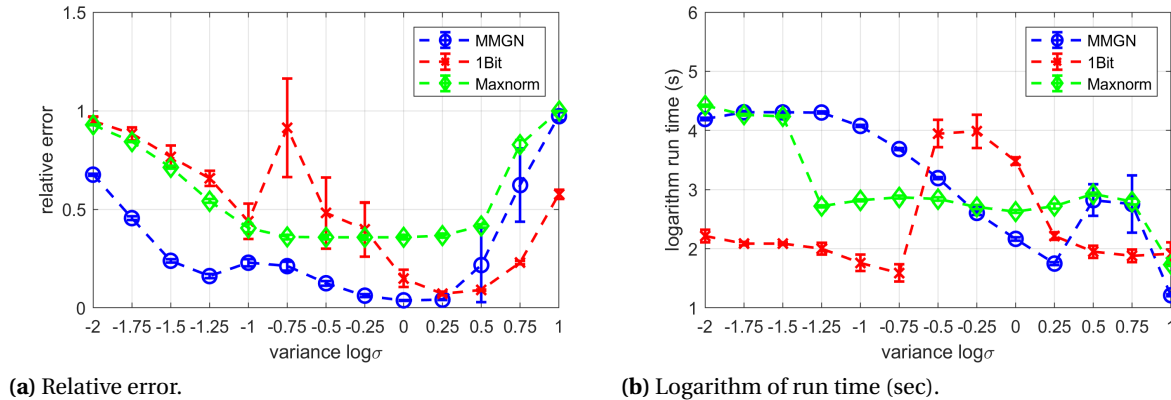 relative error
1.5
1
0.5
0
-2 -1.75 -1.5 -1.25 -1 -0.75 -0.5 -0.25 0 0.25 0.5 0.75 1
variance logσ
MMGN
1Bit
Maxnorm
(a) Relative error.
logarithm run time (s)
6
5
4
3
2
1
-2 -1.75 -1.5 -1.25 -1 -0.75 -0.5 -0.25 0 0.25 0.5 0.75 1
variance logσ
MMGN
1Bit
Maxnorm
(b) Logarithm of run time (sec).